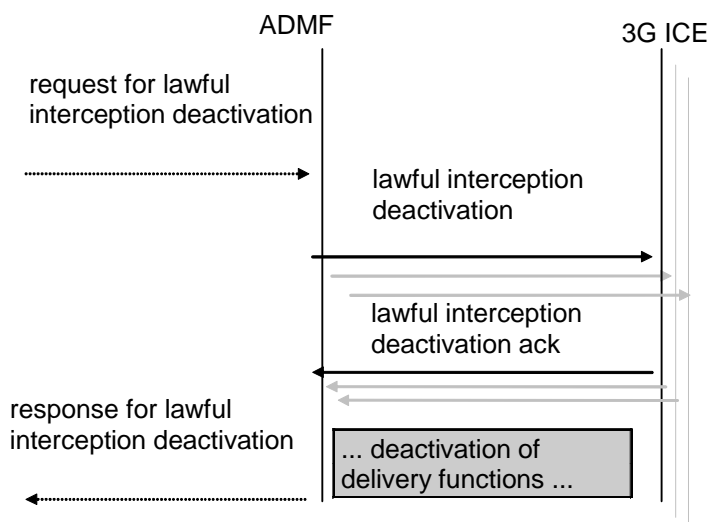 ADMF
3G ICE
request for lawful
interception deactivation
lawful interception
deactivation
lawful interception
deactivation ack
response for lawful
interception deactivation
... deactivation of
delivery functions ...